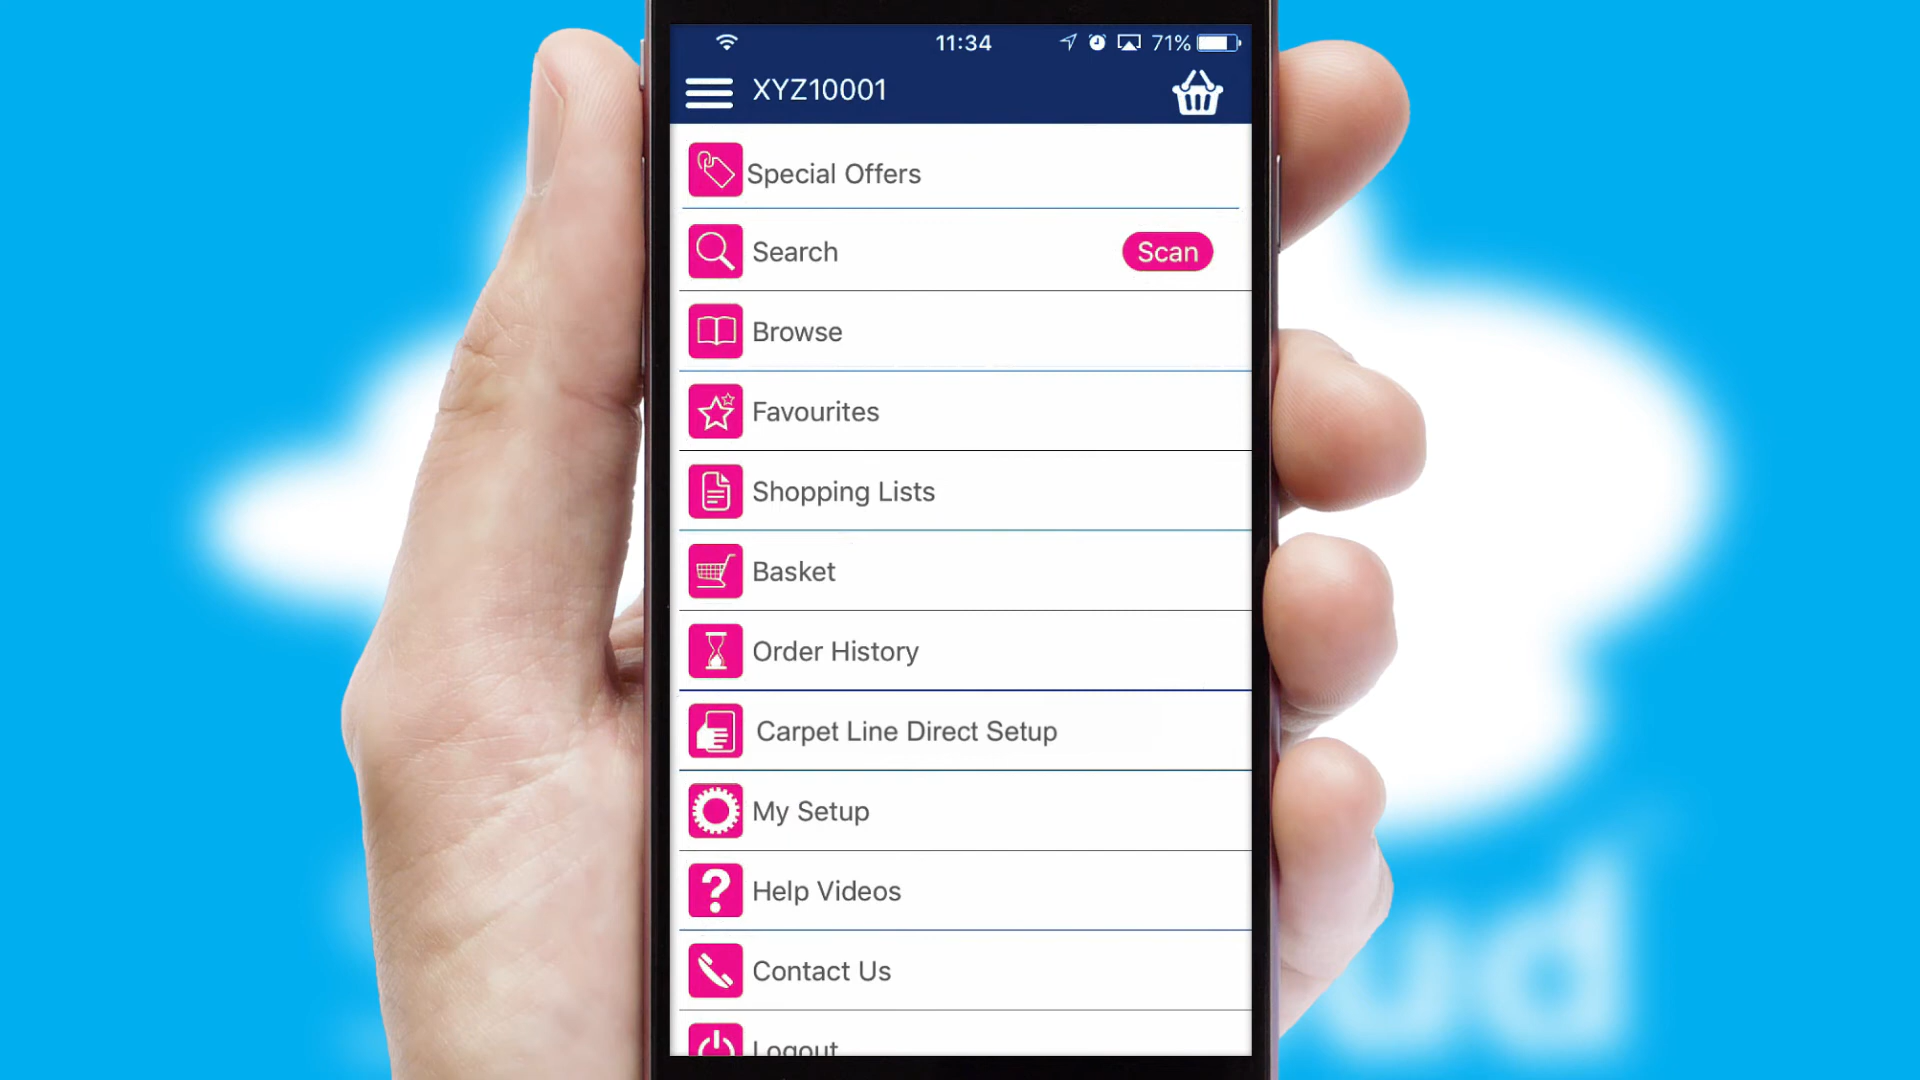 11:34
71%
XYZ10001
Special Offers
Search
Scan
Browse
Favourites
Shopping Lists
Basket
Order History
Carpet Line Direct Setup
My Setup
Help Videos
Contact Us
Logout